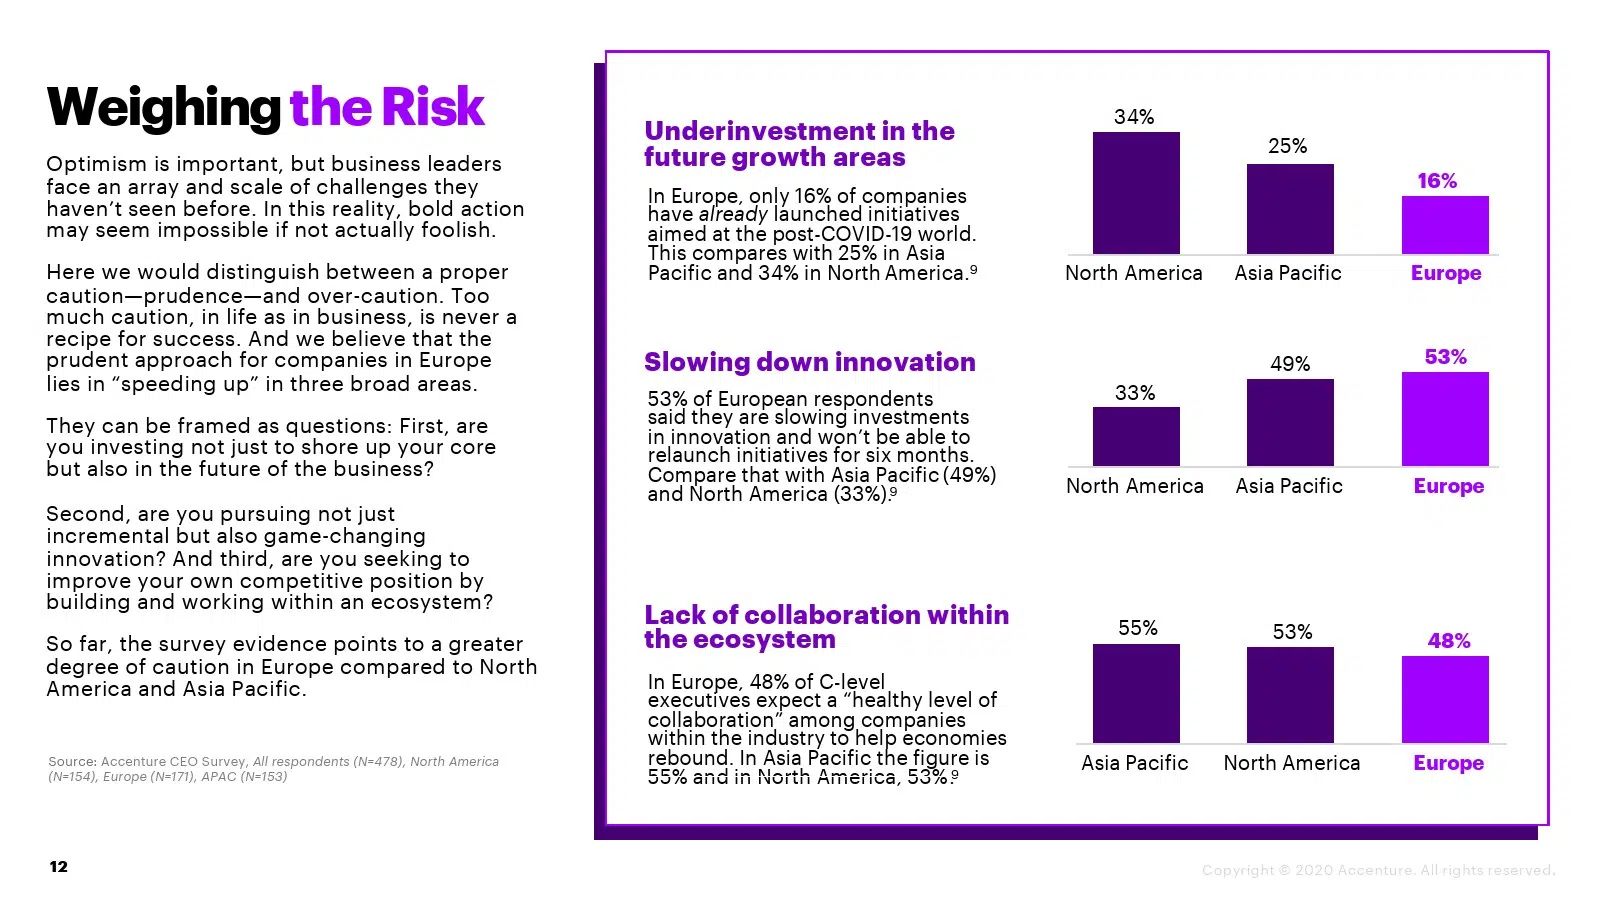 Weighing the Risk
Optimism is important, but business leaders
face an array and scale of challenges they
haven’t seen before. In this reality, bold action
may seem impossible if not actually foolish.
Here we would distinguish between a proper
caution—prudence—and over-caution. Too
much caution, in life as in business, is never a
recipe for success. And we believe that the
prudent approach for companies in Europe
lies in “speeding up” in three broad areas.
They can be framed as questions: First, are
you investing not just to shore up your core
but also in the future of the business?
Second, are you pursuing not just
incremental but also game-changing
innovation? And third, are you seeking to
improve your own competitive position by
building and working within an ecosystem?
So far, the survey evidence points to a greater
degree of caution in Europe compared to North
America and Asia Pacific.
Source: Accenture CEO Survey, All respondents (N=478), North America
(N=154), Europe (N=171), APAC (N=153)
Underinvestment in the
future growth areas
In Europe, only 16% of companies
have already launched initiatives
aimed at the post-COVID-19 world.
This compares with 25% in Asia
Pacific and 34% in North America.⁹
34%
25%
16%
North America Asia Pacific Europe
Slowing down innovation
53% of European respondents
said they are slowing investments
in innovation and won’t be able to
relaunch initiatives for six months.
Compare that with Asia Pacific (49%)
and North America (33%).⁹
33%
49%
53%
North America Asia Pacific Europe
Lack of collaboration within
the ecosystem
In Europe, 48% of C-level
executives expect a “healthy level of
collaboration” among companies
within the industry to help economies
rebound. In Asia Pacific the figure is
55% and in North America, 53%.⁹
55%
53%
48%
Asia Pacific North America Europe
12
Copyright © 2020 Accenture. All rights reserved.